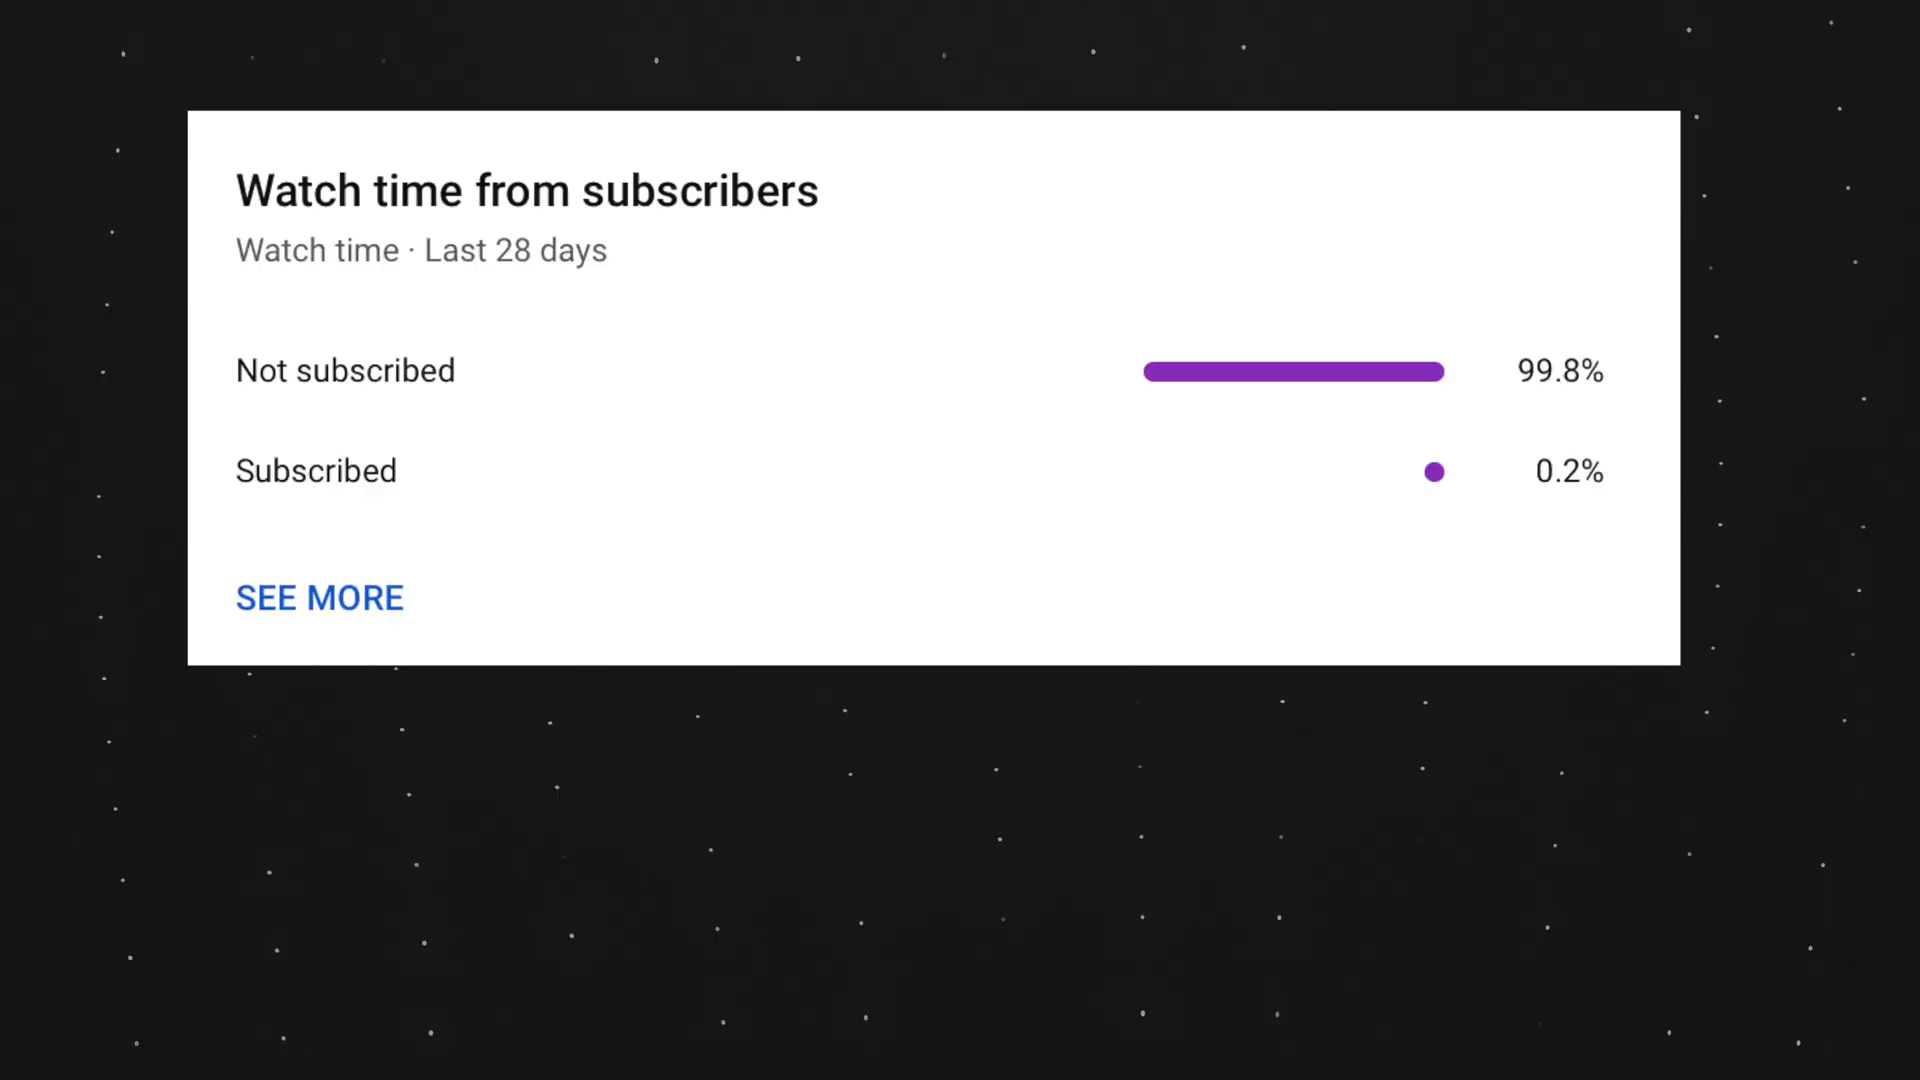 Watch time from subscribers
Watch time · Last 28 days
Not subscribed 99.8%
Subscribed 0.2%
SEE MORE